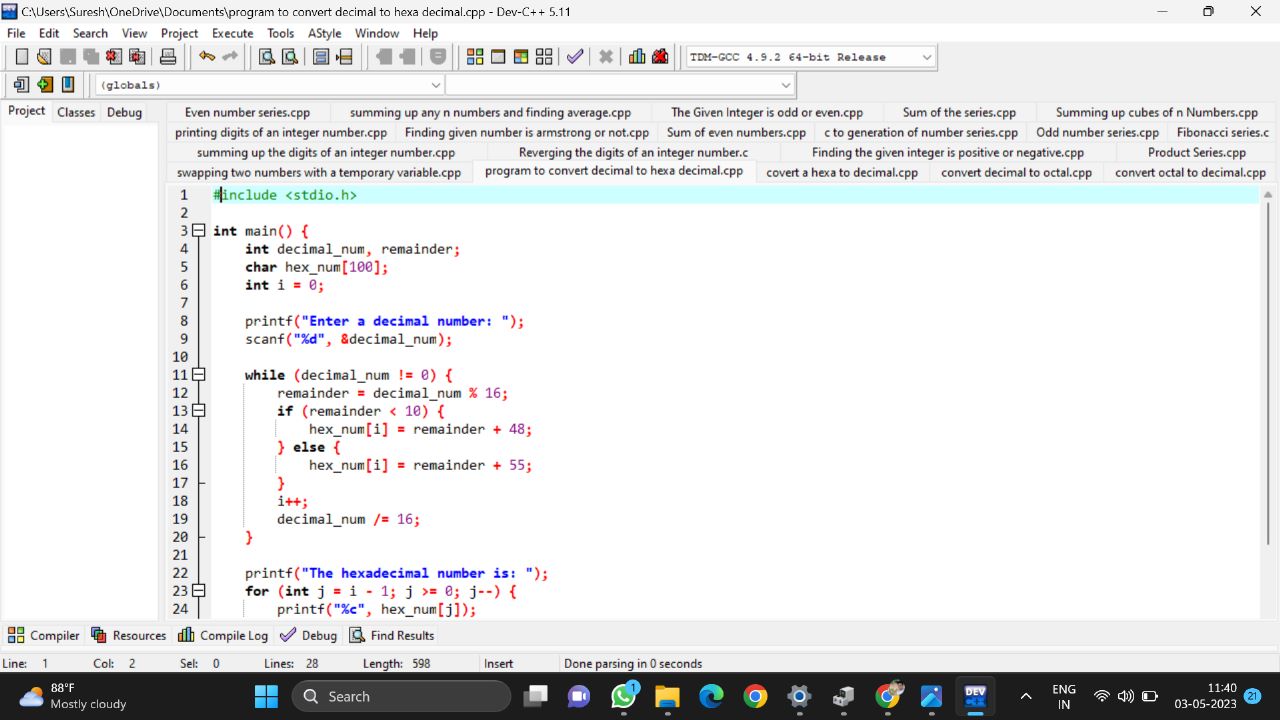 C:\Users\Suresh\OneDrive\Documents\program to convert decimal to hexa decimal.cpp - Dev-C++ 5.11
File Edit Search View Project Execute Tools AStyle Window Help
TDM-GCC 4.9.2 64-bit Release
(globals)
Project Classes Debug
Even number series.cpp summing up any n numbers and finding average.cpp The Given Integer is odd or even.cpp Sum of the series.cpp Summing up cubes of n Numbers.cpp
printing digits of an integer number.cpp Finding given number is armstrong or not.cpp Sum of even numbers.cpp c to generation of number series.cpp Odd number series.cpp Fibonacci series.c
summing up the digits of an integer number.cpp Reverging the digits of an integer number.c Finding the given integer is positive or negative.cpp Product Series.cpp
swapping two numbers with a temporary variable.cpp program to convert decimal to hexa decimal.cpp covert a hexa to decimal.cpp convert decimal to octal.cpp convert octal to decimal.cpp
1 #include <stdio.h>
2
3 int main() {
4 int decimal_num, remainder;
5 char hex_num[100];
6 int i = 0;
7
8 printf("Enter a decimal number: ");
9 scanf("%d", &decimal_num);
10
11 while (decimal_num != 0) {
12 remainder = decimal_num % 16;
13 if (remainder < 10) {
14 hex_num[i] = remainder + 48;
15 } else {
16 hex_num[i] = remainder + 55;
17 }
18 i++;
19 decimal_num /= 16;
20 }
21
22 printf("The hexadecimal number is: ");
23 for (int j = i - 1; j >= 0; j--) {
24 printf("%c", hex_num[j]);
Compiler Resources Compile Log Debug Find Results
Line: 1 Col: 2 Sel: 0 Lines: 28 Length: 598 Insert Done parsing in 0 seconds
88°F
Mostly cloudy
Search
1
DEV
C++
ENG
IN
11:40
03-05-2023
21